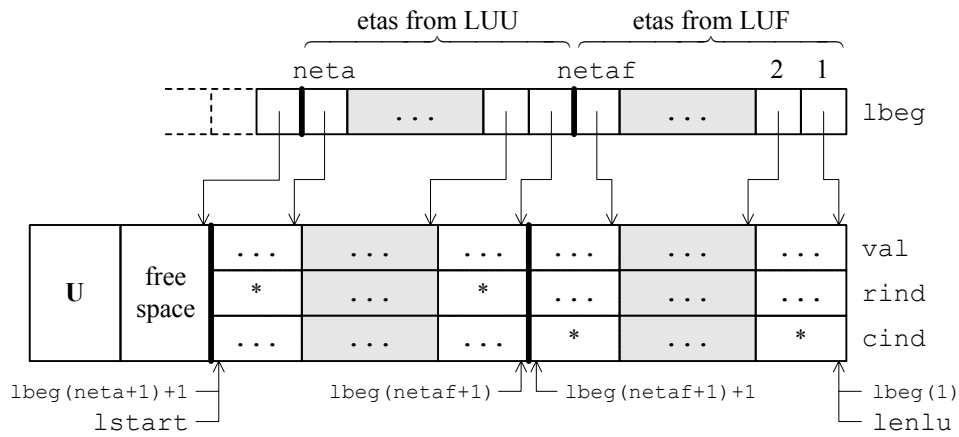 etas from LUU etas from LUF
neta netaf 2 1
... ... lbeg
... ... ... ... ... ... val
U free space * ... * ... ... ... rind
... ... ... * ... * cind
lbeg(neta+1)+1 lbeg(netaf+1) lbeg(netaf+1)+1 lbeg(1)
lstart lenlu